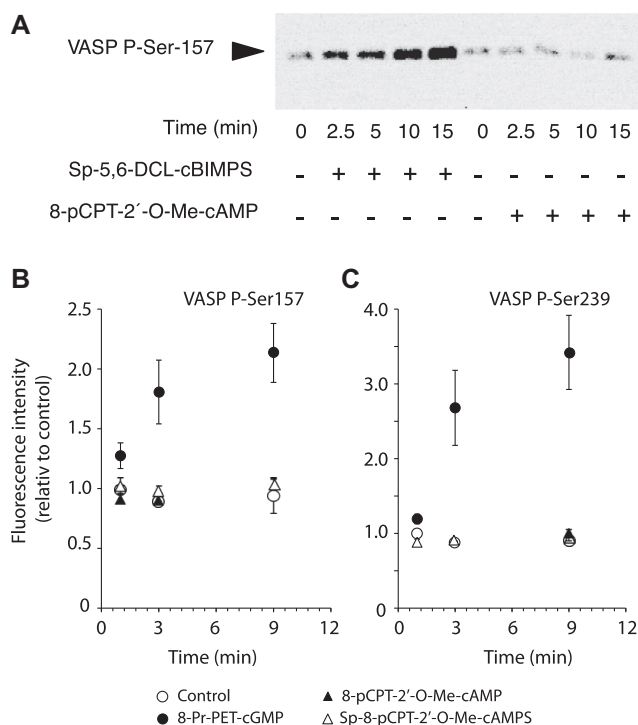 A
VASP P-Ser-157
Time (min) 0 2.5 5 10 15 0 2.5 5 10 15
Sp-5,6-DCL-cBIMPS - + + + + - - - - -
8-pCPT-2´-O-Me-cAMP - - - - - - + + + +
B
VASP P-Ser157
Fluorescence intensity
(relativ to control)
2.5
2.0
1.5
1.0
0.5
0
0 3 6 9 12
Time (min)
C
VASP P-Ser239
4.0
3.0
2.0
1.0
0
0 3 6 9 12
Time (min)
Control
8-pCPT-2'-O-Me-cAMP
8-Pr-PET-cGMP
Sp-8-pCPT-2'-O-Me-cAMPS